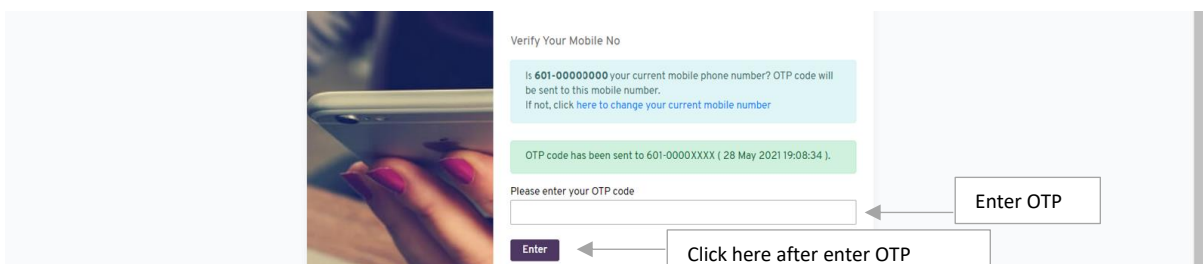 Verify Your Mobile No
Is 601-00000000 your current mobile phone number? OTP code will
be sent to this mobile number.
If not, click here to change your current mobile number
OTP code has been sent to 601-0000XXXX ( 28 May 2021 19:08:34 ).
Please enter your OTP code
Enter OTP
Enter
Click here after enter OTP